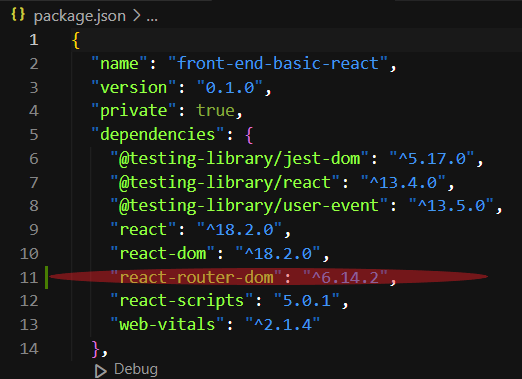 package.json > ...
1 {
2 "name": "front-end-basic-react",
3 "version": "0.1.0",
4 "private": true,
5 "dependencies": {
6 "@testing-library/jest-dom": "^5.17.0",
7 "@testing-library/react": "^13.4.0",
8 "@testing-library/user-event": "^13.5.0",
9 "react": "^18.2.0",
10 "react-dom": "^18.2.0",
11 "react-router-dom": "^6.14.2",
12 "react-scripts": "5.0.1",
13 "web-vitals": "^2.1.4"
14 },
Debug